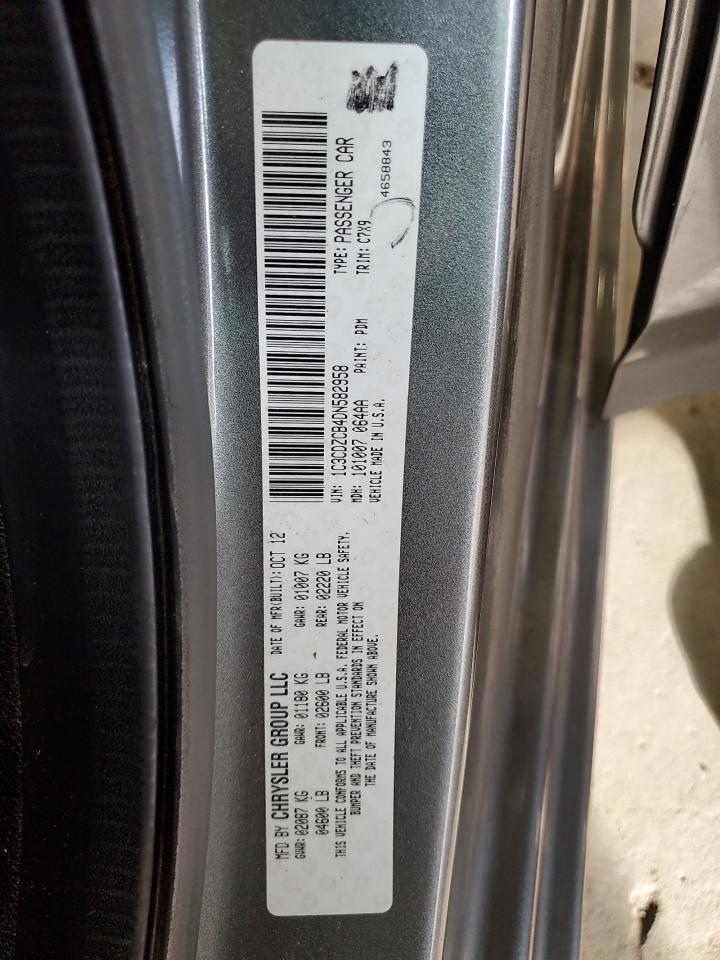 MFD BY CHRYSLER GROUP LLC DATE OF MFR(BUILT): OCT 12
GVWR: 02087 KG GAWR: 01180 KG GAWR: 01007 KG
04600 LB FRONT: 02600 LB REAR: 02220 LB
THIS VEHICLE CONFORMS TO ALL APPLICABLE U.S.A. FEDERAL MOTOR VEHICLE SAFETY,
BUMPER AND THEFT PREVENTION STANDARDS IN EFFECT ON
THE DATE OF MANUFACTURE SHOWN ABOVE.
VIN: 1C3CDZCB4DN582958 TYPE: PASSENGER CAR
MDH: 101007 064AA PAINT: PDM TRIM: C7X9
VEHICLE MADE IN U.S.A. 4658843